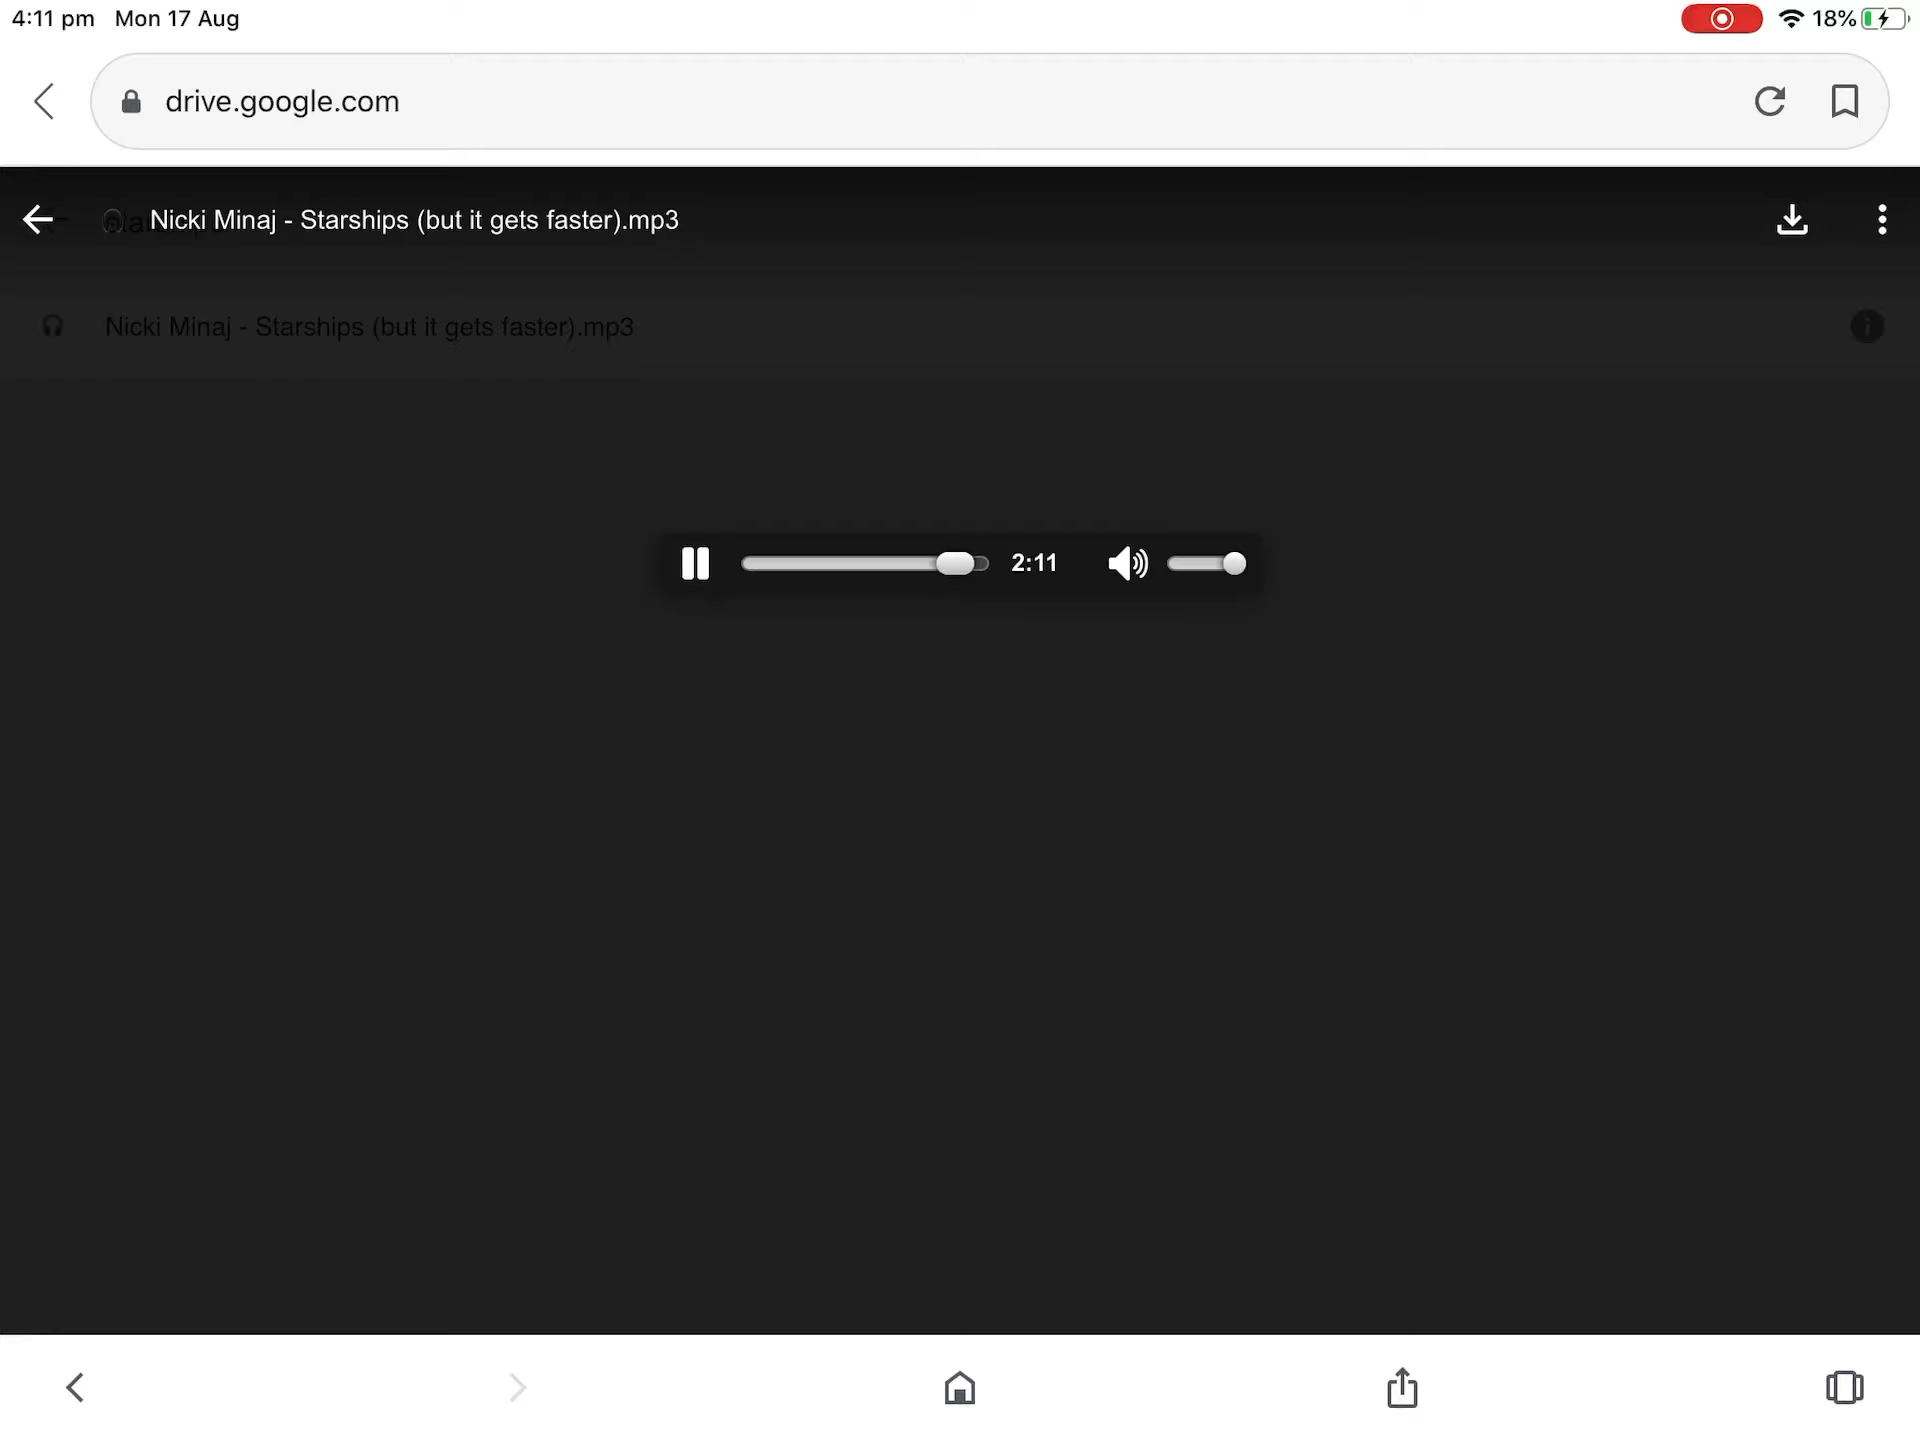 4:11 pm Mon 17 Aug
18%
drive.google.com
Nicki Minaj - Starships (but it gets faster).mp3
Nicki Minaj - Starships (but it gets faster).mp3
2:11